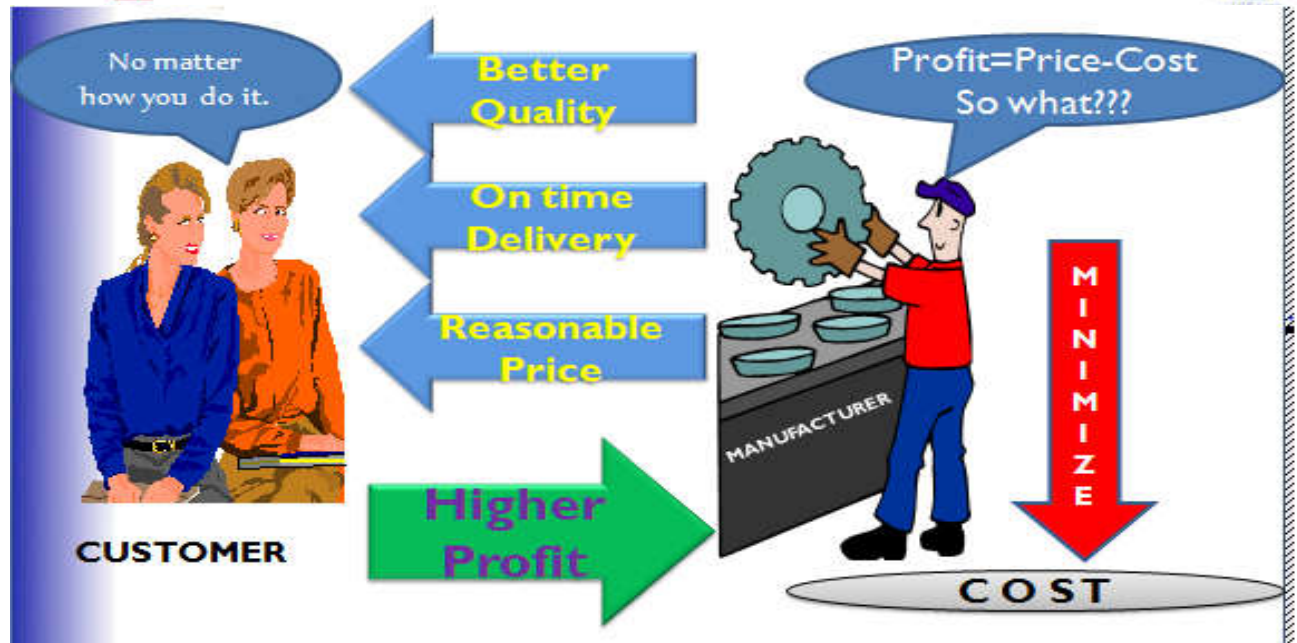 No matter
how you do it.
Better
Quality
Profit=Price-Cost
So what???
On time
Delivery
Reasonable
Price
MANUFACTURER
MINIMIZE
Higher
Profit
CUSTOMER
COST